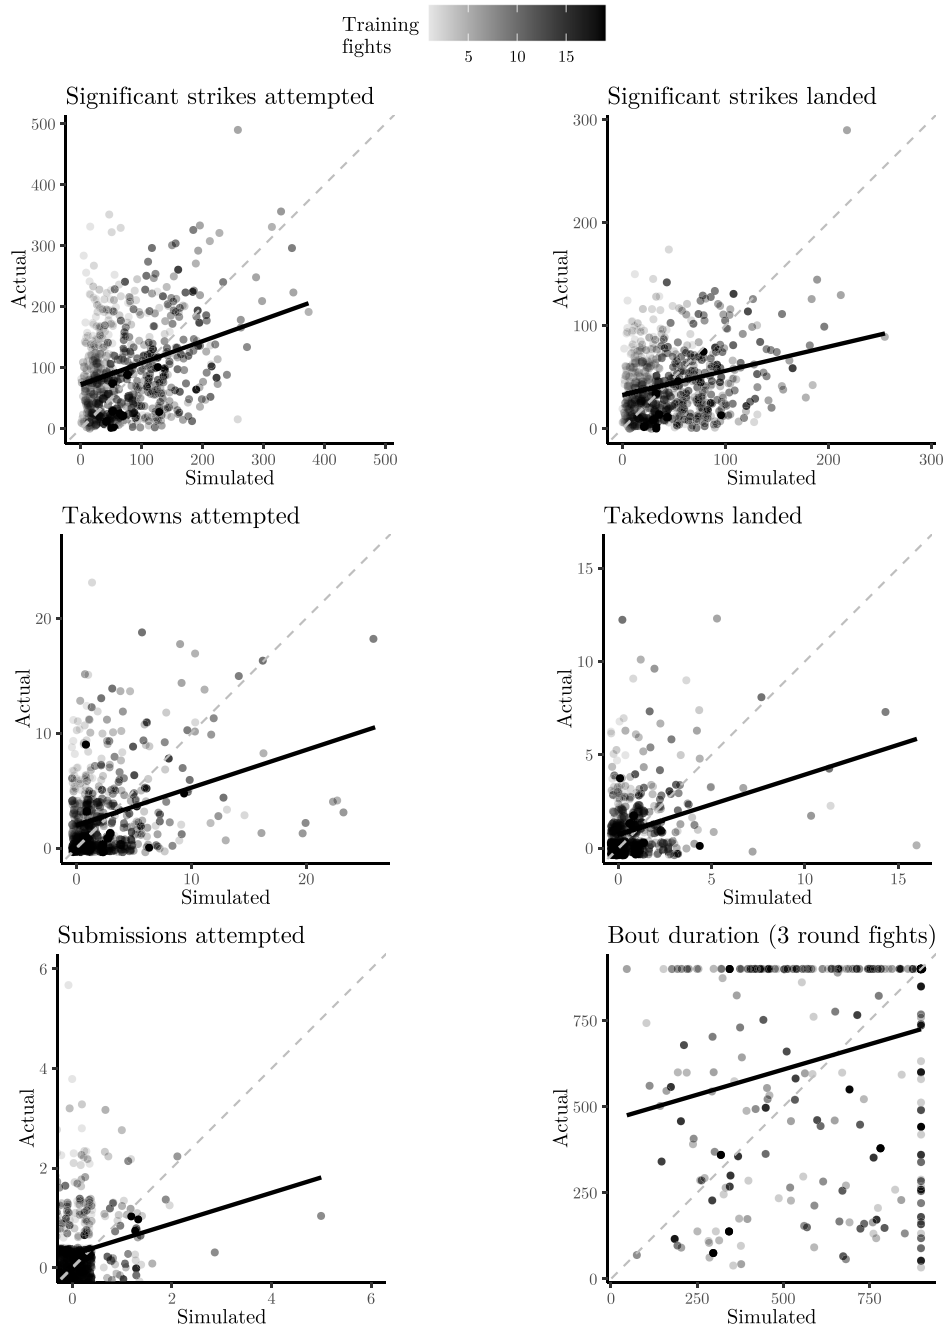 Training
fights
5 10 15
Significant strikes attempted
500
400
300
200
100
0
Actual
0 100 200 300 400 500
Simulated
Significant strikes landed
300
200
100
0
Actual
0 100 200 300
Simulated
Takedowns attempted
20
10
0
Actual
0 10 20
Simulated
Takedowns landed
15
10
5
0
Actual
0 5 10 15
Simulated
Submissions attempted
6
4
2
0
Actual
0 2 4 6
Simulated
Bout duration (3 round fights)
750
500
250
0
Actual
0 250 500 750
Simulated